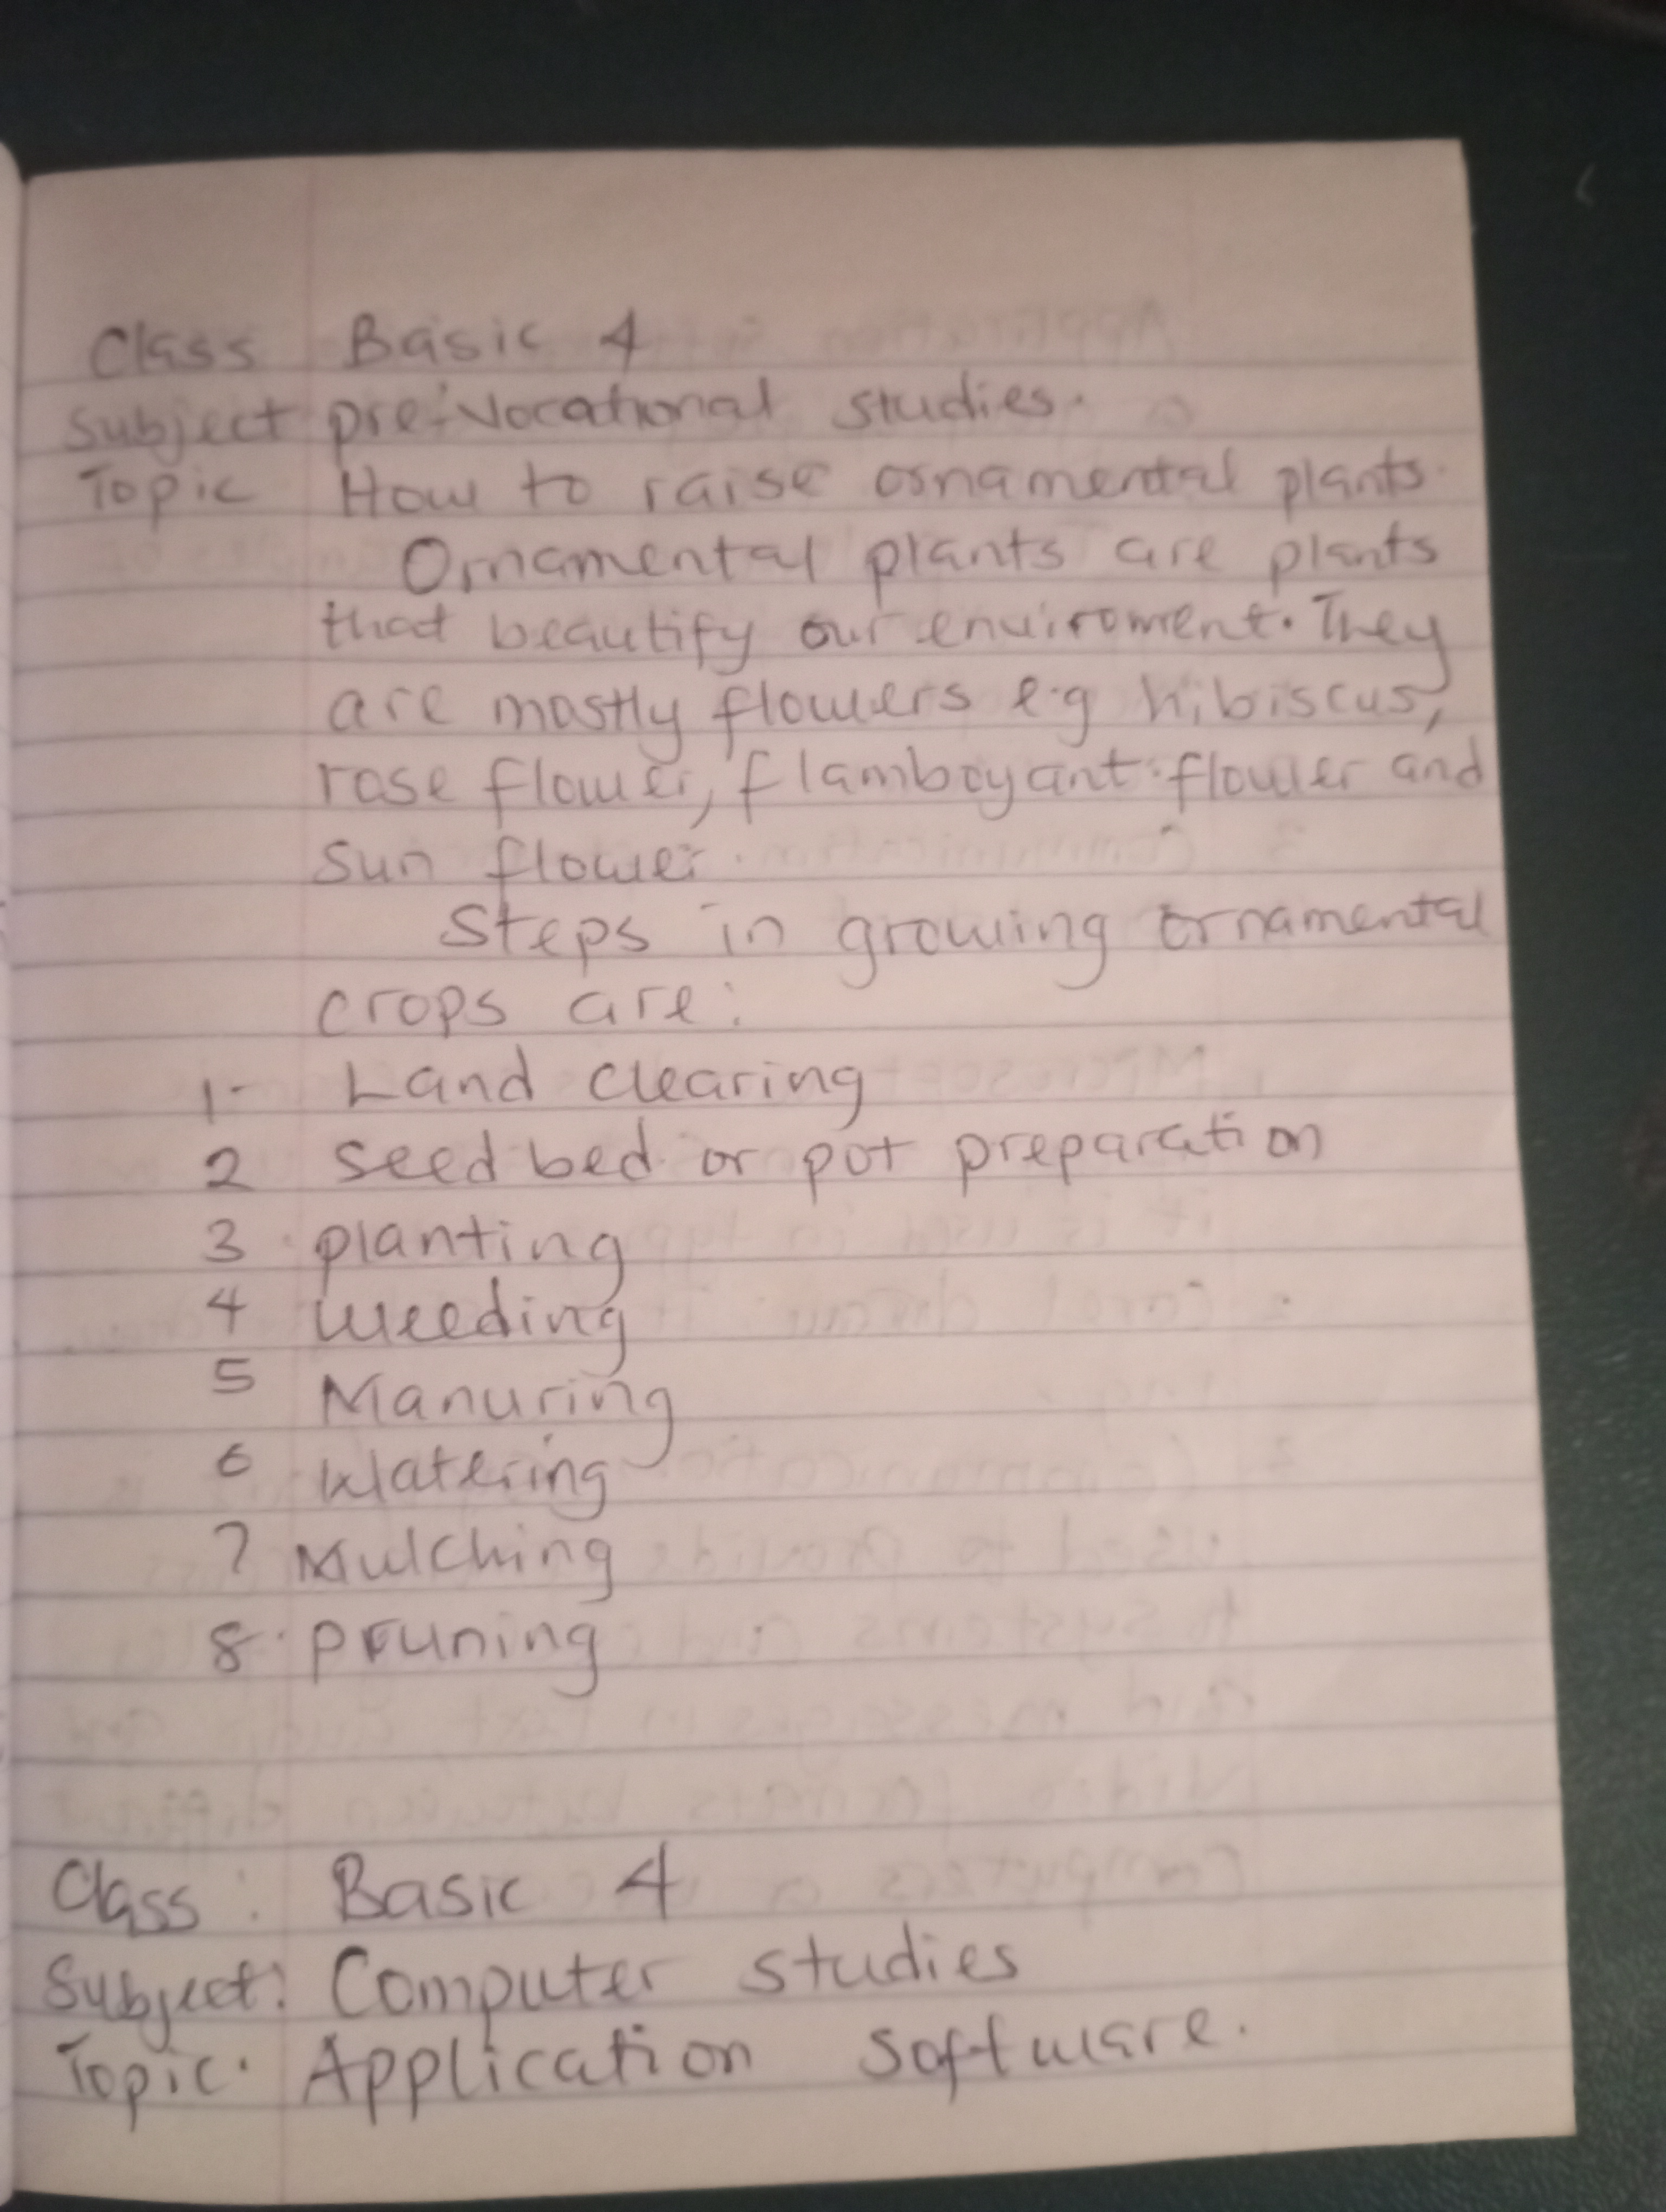 Class Basic 4
Subject pre-vocational studies.
Topic How to raise ornamental plants.
Ornamental plants are plants
that beautify our enviroment. They
are mostly flowers e.g hibiscus,
rose flower, flamboyant flower and
sun flower.
Steps in growing ornamental
crops are:
1- Land clearing
2 seed bed or pot preparation
3 planting
4 weeding
5 Manuring
6 Watering
7 Mulching
8. pruning
Class: Basic 4
Subject: Computer studies
Topic. Application software.